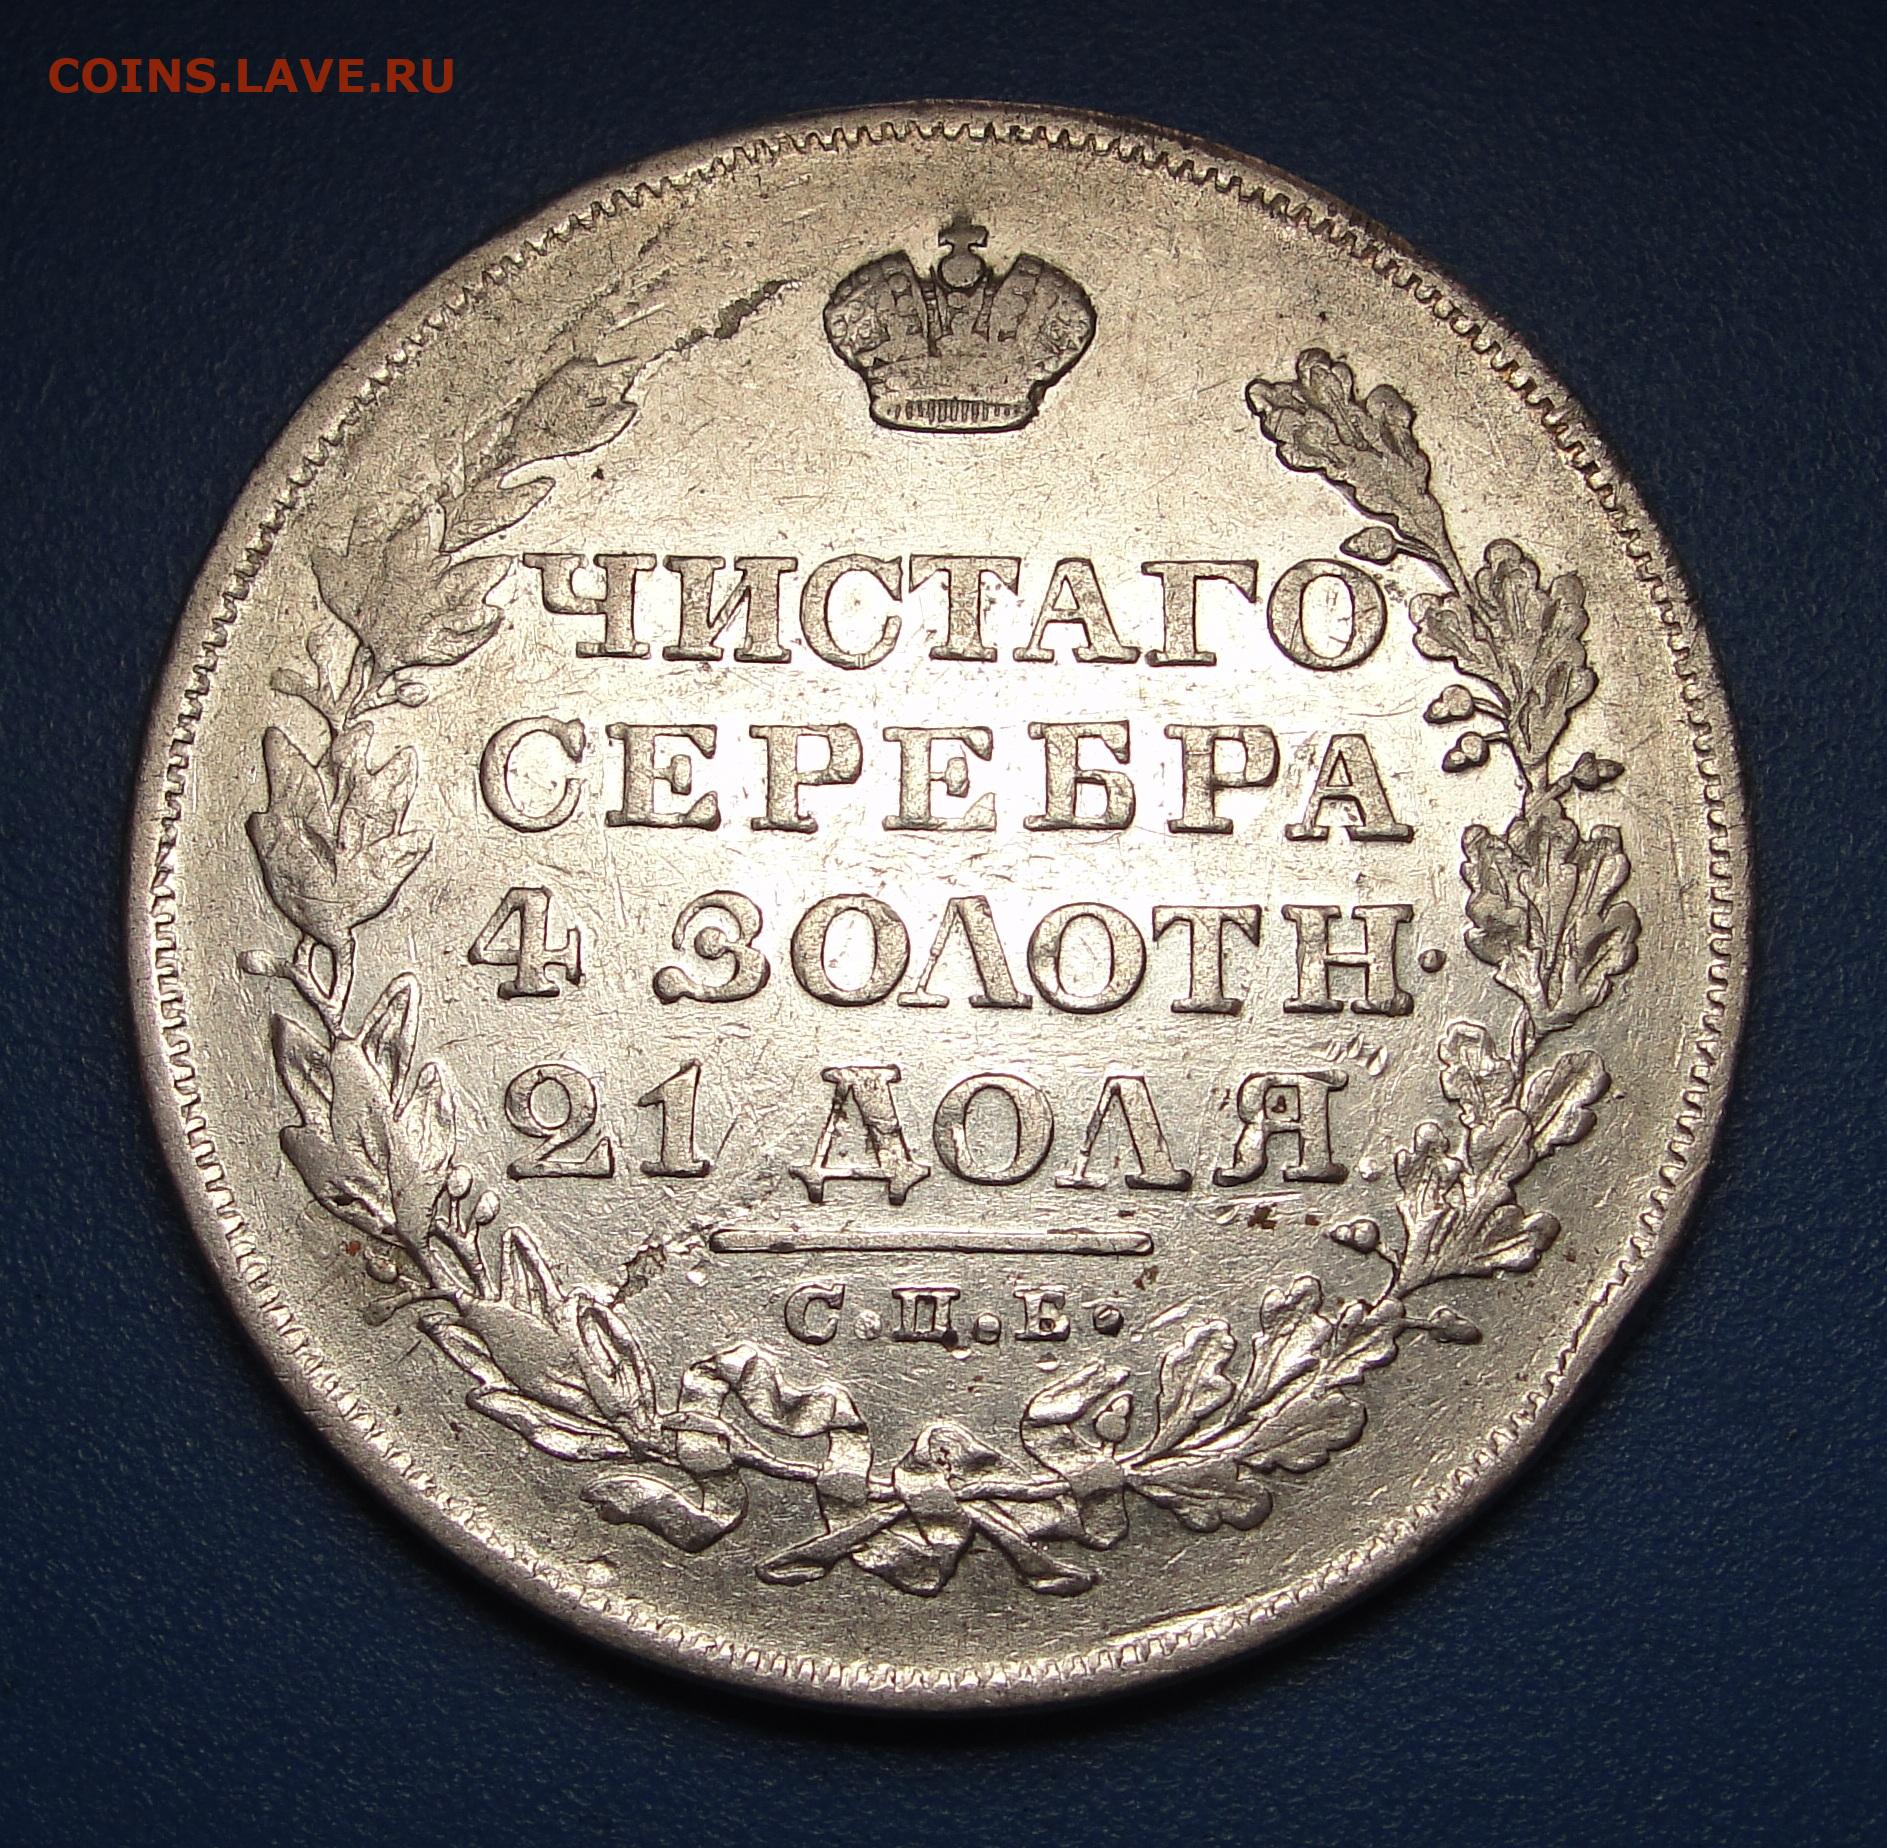 COINS.LAVE.RU
ЧИСТАГО
СЕРЕБРА
4 ЗОЛОТН.
21 ДОЛЯ.
С.П.Б.